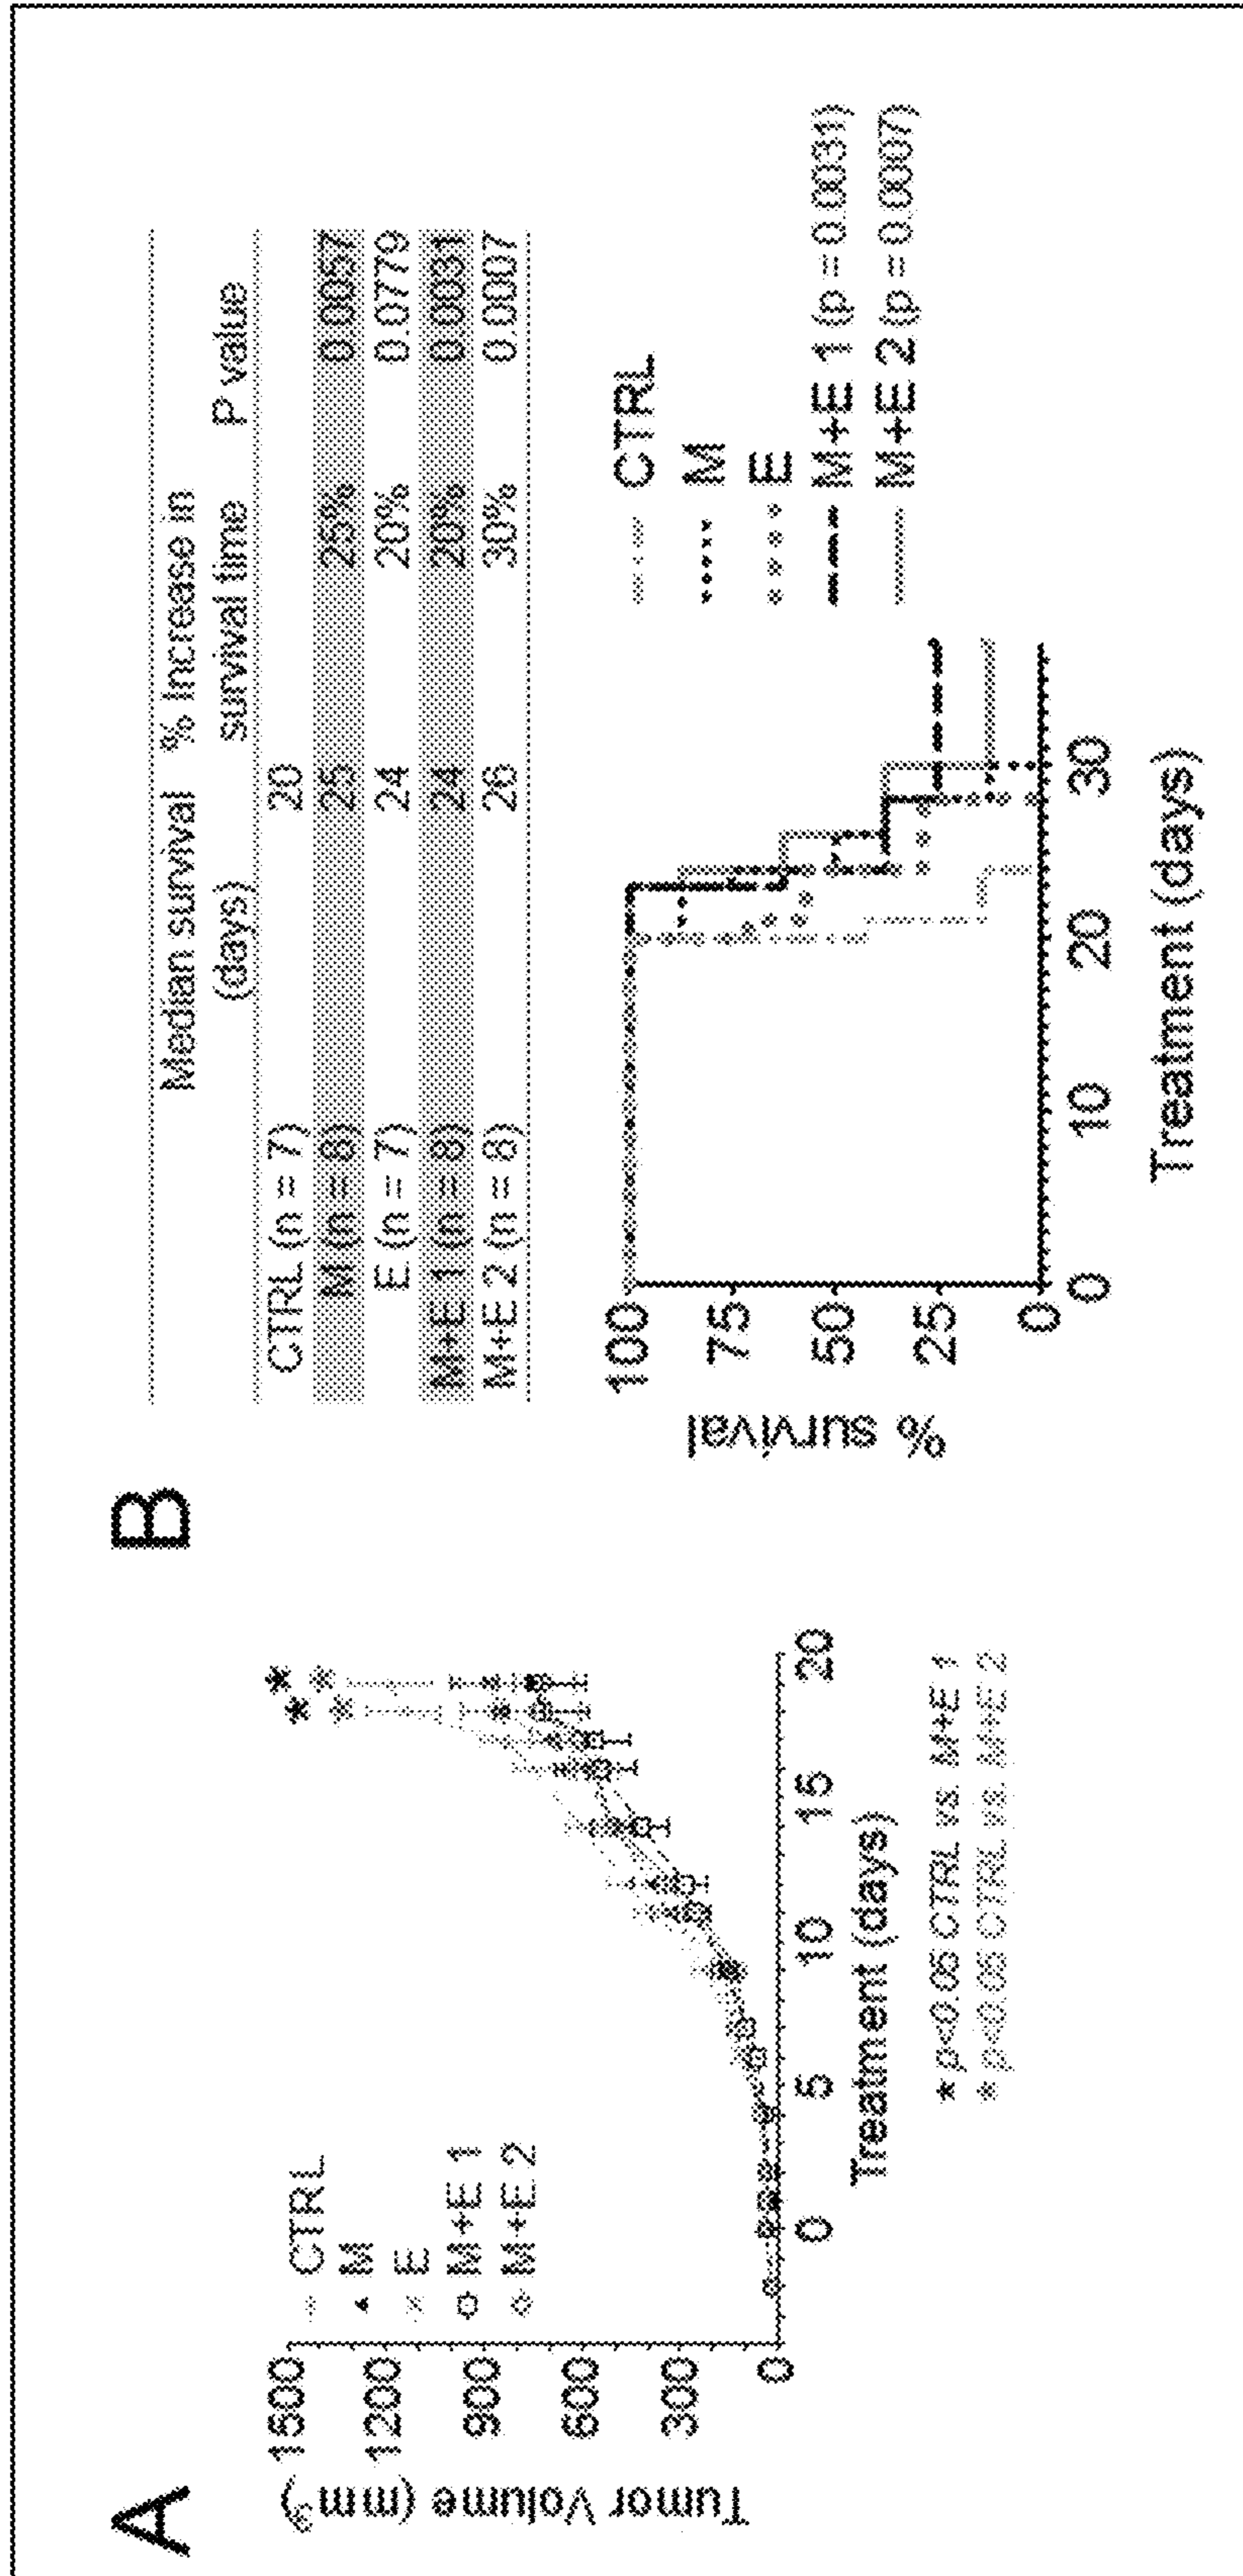 A
Tumor Volume (mm3)
1500
1200
900
600
300
0
CTRL
M
E
M+E 1
M+E 2
0 5 10 15 20
Treatment (days)
* p<0.05 CTRL vs. M+E 1
* p<0.05 CTRL vs. M+E 2
B
Median survival % Increase in
(days) survival time P value
CTRL (n = 7) 20
M (n = 8) 25 25% 0.0057
E (n = 7) 24 20% 0.0779
M+E 1 (n = 8) 24 20% 0.0031
M+E 2 (n = 8) 26 30% 0.0007
% survival
100
75
50
25
0
0 10 20 30
Treatment (days)
CTRL
M
E
M+E 1 (p = 0.0031)
M+E 2 (p = 0.0007)